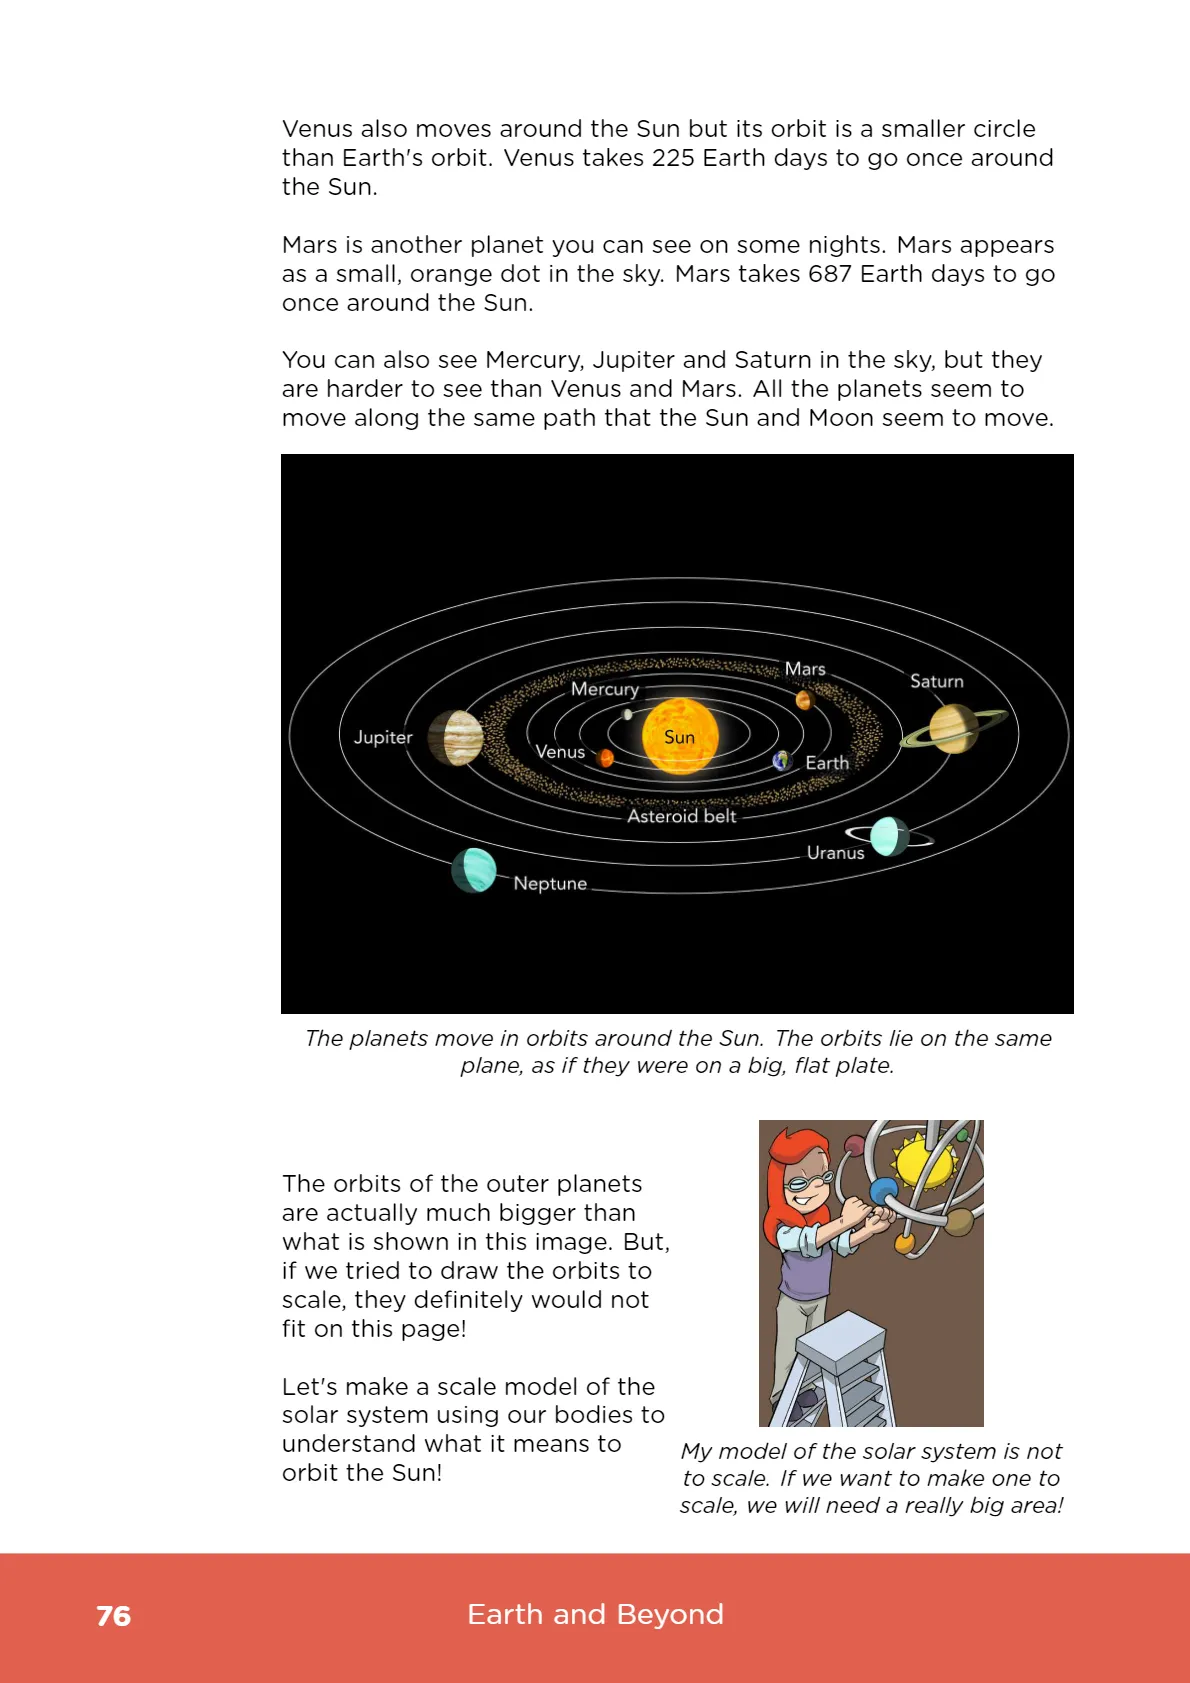 Venus also moves around the Sun but its orbit is a smaller circle
than Earth's orbit. Venus takes 225 Earth days to go once around
the Sun.
Mars is another planet you can see on some nights. Mars appears
as a small, orange dot in the sky. Mars takes 687 Earth days to go
once around the Sun.
You can also see Mercury, Jupiter and Saturn in the sky, but they
are harder to see than Venus and Mars. All the planets seem to
move along the same path that the Sun and Moon seem to move.
Mars
Saturn
Mercury
Jupiter
Sun
Venus
Earth
Asteroid belt
Uranus
Neptune
The planets move in orbits around the Sun. The orbits lie on the same
plane, as if they were on a big, flat plate.
The orbits of the outer planets
are actually much bigger than
what is shown in this image. But,
if we tried to draw the orbits to
scale, they definitely would not
fit on this page!
Let's make a scale model of the
solar system using our bodies to
understand what it means to
orbit the Sun!
My model of the solar system is not
to scale. If we want to make one to
scale, we will need a really big area!
76
Earth and Beyond